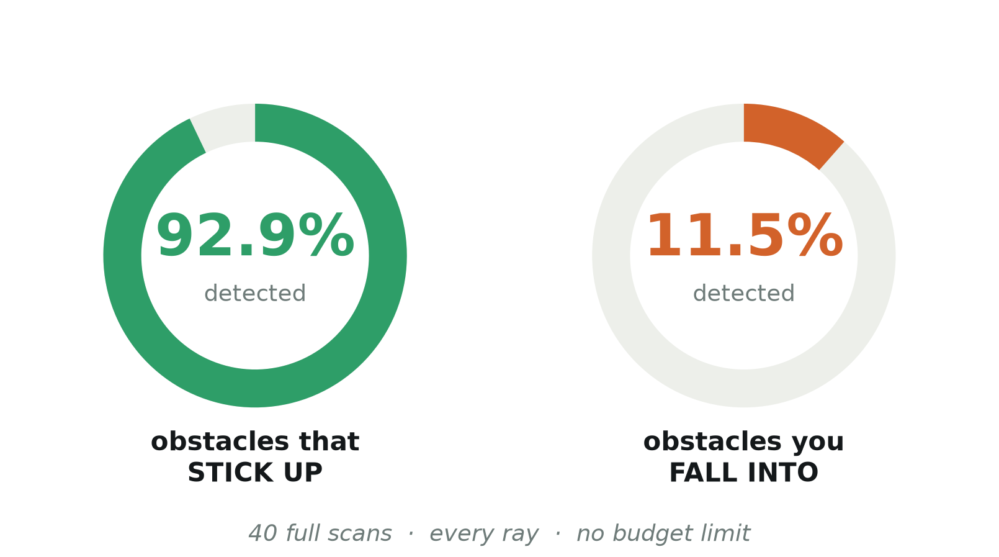 92.9%
detected
obstacles that
STICK UP
11.5%
detected
obstacles you
FALL INTO
40 full scans · every ray · no budget limit